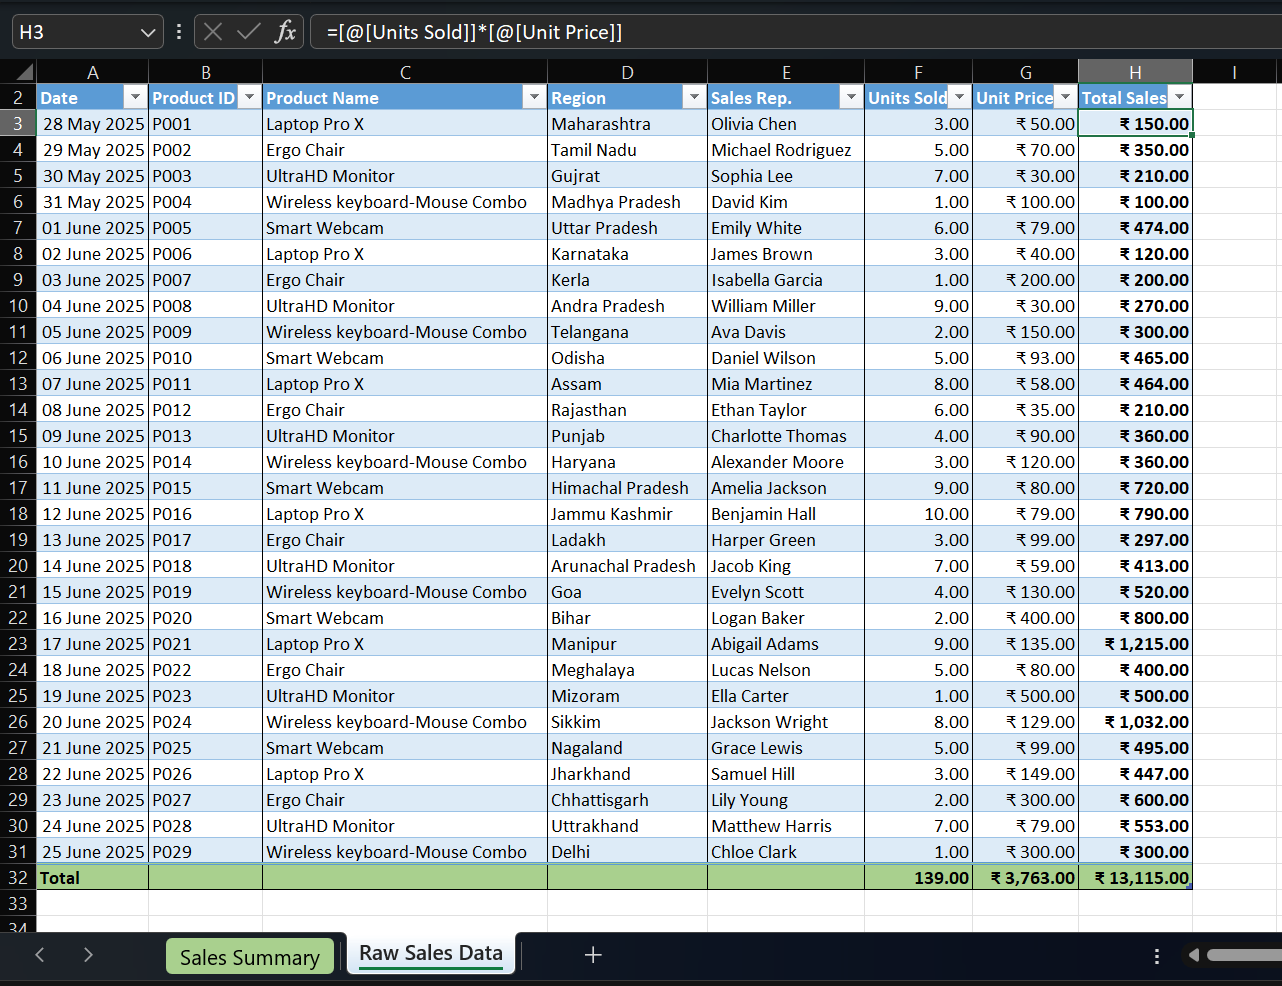 H3 fx =[@[Units Sold]]*[@[Unit Price]]
A B C D E F G H I
2 Date Product ID Product Name Region Sales Rep. Units Sold Unit Price Total Sales
3 28 May 2025 P001 Laptop Pro X Maharashtra Olivia Chen 3.00 ₹ 50.00 ₹ 150.00
4 29 May 2025 P002 Ergo Chair Tamil Nadu Michael Rodriguez 5.00 ₹ 70.00 ₹ 350.00
5 30 May 2025 P003 UltraHD Monitor Gujrat Sophia Lee 7.00 ₹ 30.00 ₹ 210.00
6 31 May 2025 P004 Wireless keyboard-Mouse Combo Madhya Pradesh David Kim 1.00 ₹ 100.00 ₹ 100.00
7 01 June 2025 P005 Smart Webcam Uttar Pradesh Emily White 6.00 ₹ 79.00 ₹ 474.00
8 02 June 2025 P006 Laptop Pro X Karnataka James Brown 3.00 ₹ 40.00 ₹ 120.00
9 03 June 2025 P007 Ergo Chair Kerla Isabella Garcia 1.00 ₹ 200.00 ₹ 200.00
10 04 June 2025 P008 UltraHD Monitor Andra Pradesh William Miller 9.00 ₹ 30.00 ₹ 270.00
11 05 June 2025 P009 Wireless keyboard-Mouse Combo Telangana Ava Davis 2.00 ₹ 150.00 ₹ 300.00
12 06 June 2025 P010 Smart Webcam Odisha Daniel Wilson 5.00 ₹ 93.00 ₹ 465.00
13 07 June 2025 P011 Laptop Pro X Assam Mia Martinez 8.00 ₹ 58.00 ₹ 464.00
14 08 June 2025 P012 Ergo Chair Rajasthan Ethan Taylor 6.00 ₹ 35.00 ₹ 210.00
15 09 June 2025 P013 UltraHD Monitor Punjab Charlotte Thomas 4.00 ₹ 90.00 ₹ 360.00
16 10 June 2025 P014 Wireless keyboard-Mouse Combo Haryana Alexander Moore 3.00 ₹ 120.00 ₹ 360.00
17 11 June 2025 P015 Smart Webcam Himachal Pradesh Amelia Jackson 9.00 ₹ 80.00 ₹ 720.00
18 12 June 2025 P016 Laptop Pro X Jammu Kashmir Benjamin Hall 10.00 ₹ 79.00 ₹ 790.00
19 13 June 2025 P017 Ergo Chair Ladakh Harper Green 3.00 ₹ 99.00 ₹ 297.00
20 14 June 2025 P018 UltraHD Monitor Arunachal Pradesh Jacob King 7.00 ₹ 59.00 ₹ 413.00
21 15 June 2025 P019 Wireless keyboard-Mouse Combo Goa Evelyn Scott 4.00 ₹ 130.00 ₹ 520.00
22 16 June 2025 P020 Smart Webcam Bihar Logan Baker 2.00 ₹ 400.00 ₹ 800.00
23 17 June 2025 P021 Laptop Pro X Manipur Abigail Adams 9.00 ₹ 135.00 ₹ 1,215.00
24 18 June 2025 P022 Ergo Chair Meghalaya Lucas Nelson 5.00 ₹ 80.00 ₹ 400.00
25 19 June 2025 P023 UltraHD Monitor Mizoram Ella Carter 1.00 ₹ 500.00 ₹ 500.00
26 20 June 2025 P024 Wireless keyboard-Mouse Combo Sikkim Jackson Wright 8.00 ₹ 129.00 ₹ 1,032.00
27 21 June 2025 P025 Smart Webcam Nagaland Grace Lewis 5.00 ₹ 99.00 ₹ 495.00
28 22 June 2025 P026 Laptop Pro X Jharkhand Samuel Hill 3.00 ₹ 149.00 ₹ 447.00
29 23 June 2025 P027 Ergo Chair Chhattisgarh Lily Young 2.00 ₹ 300.00 ₹ 600.00
30 24 June 2025 P028 UltraHD Monitor Uttrakhand Matthew Harris 7.00 ₹ 79.00 ₹ 553.00
31 25 June 2025 P029 Wireless keyboard-Mouse Combo Delhi Chloe Clark 1.00 ₹ 300.00 ₹ 300.00
32 Total 139.00 ₹ 3,763.00 ₹ 13,115.00
33
34
Sales Summary Raw Sales Data